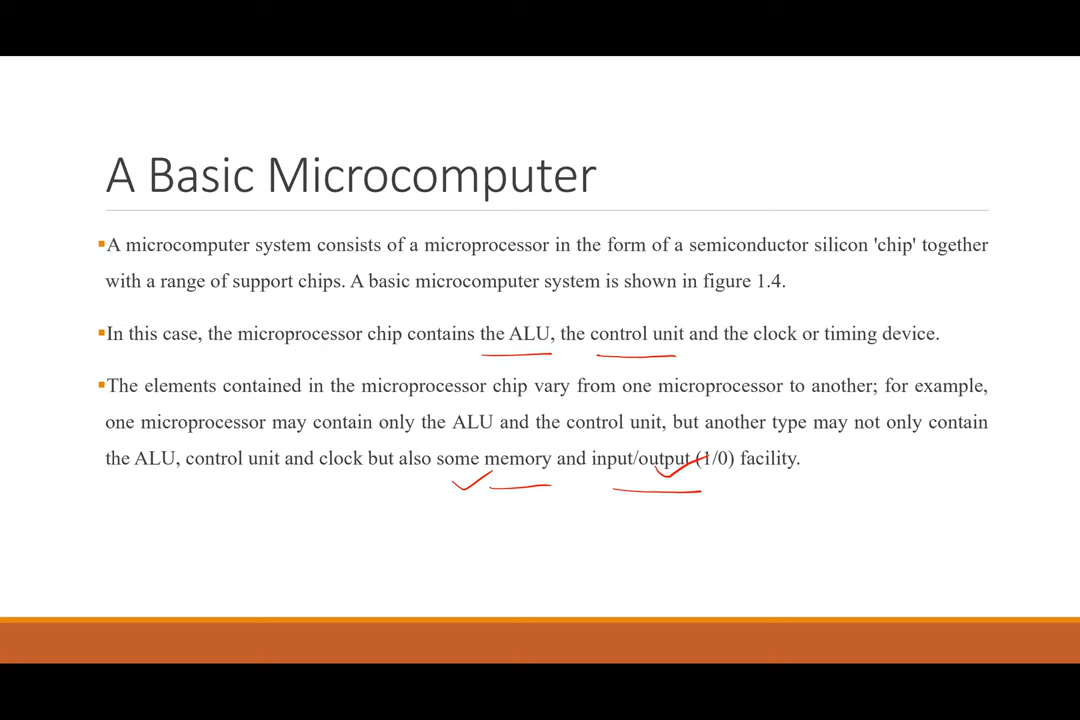 A Basic Microcomputer
▪A microcomputer system consists of a microprocessor in the form of a semiconductor silicon 'chip' together
with a range of support chips. A basic microcomputer system is shown in figure 1.4.
▪In this case, the microprocessor chip contains the ALU, the control unit and the clock or timing device.
▪The elements contained in the microprocessor chip vary from one microprocessor to another; for example,
one microprocessor may contain only the ALU and the control unit, but another type may not only contain
the ALU, control unit and clock but also some memory and input/output (1/0) facility.